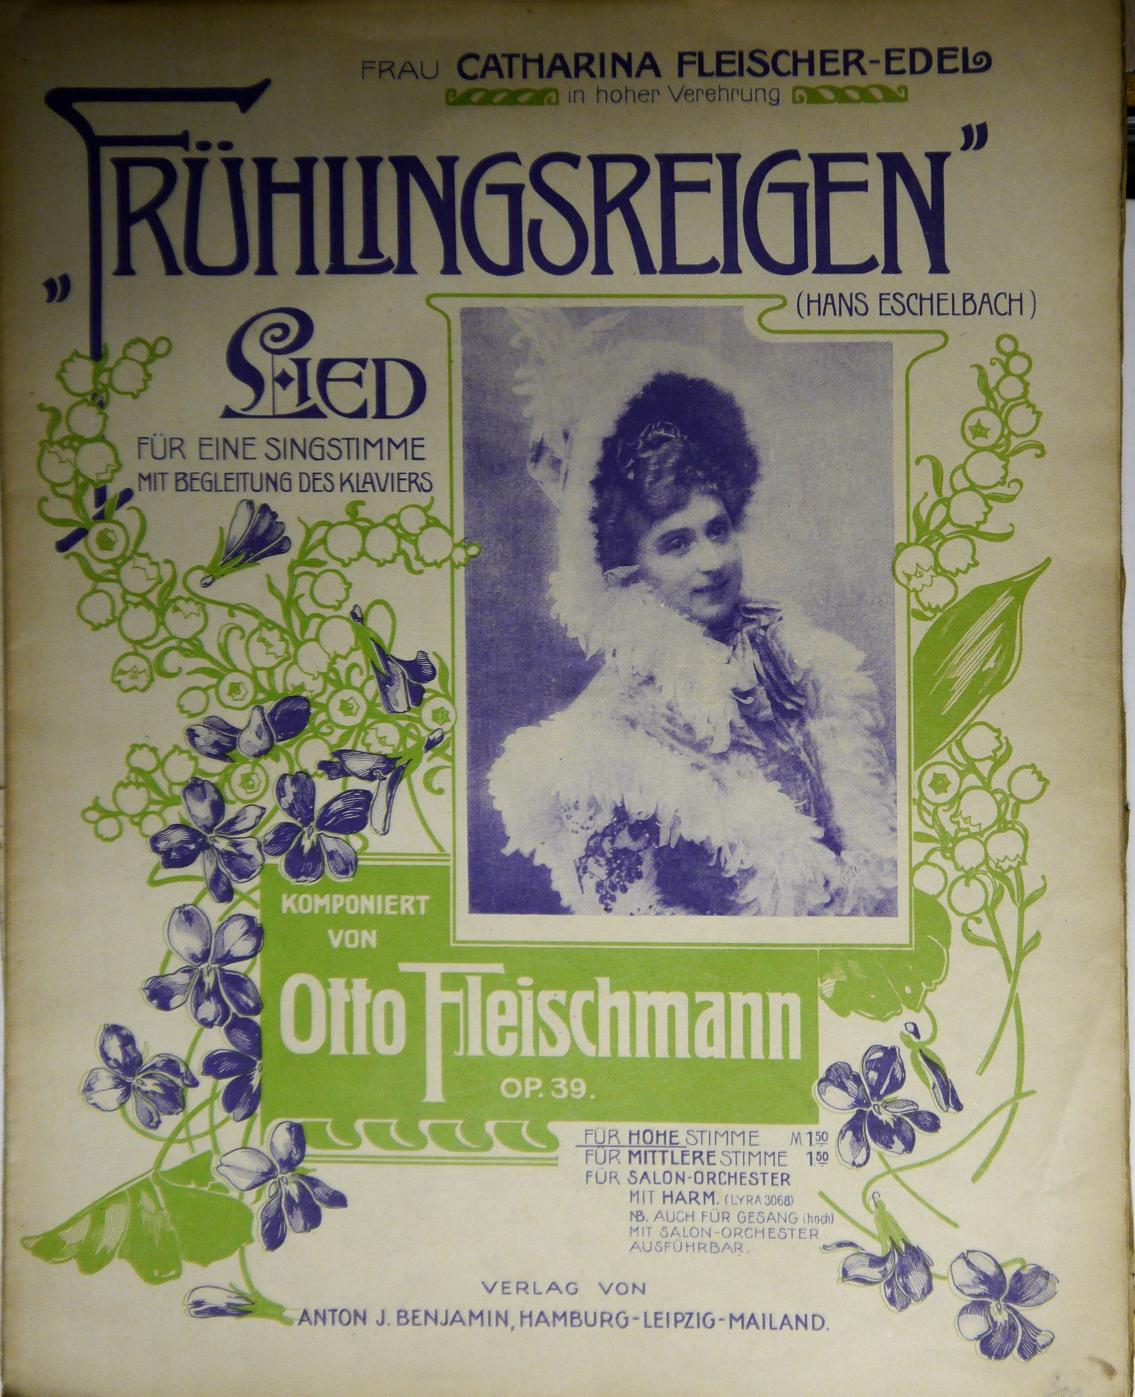 FRAU CATHARINA FLEISCHER-EDEL
in hoher Verehrung
„FRÜHLINGSREIGEN”
(HANS ESCHELBACH)
LIED
FÜR EINE SINGSTIMME
MIT BEGLEITUNG DES KLAVIERS
KOMPONIERT
VON
Otto Fleischmann
OP. 39.
FÜR HOHE STIMME M 1.50
FÜR MITTLERE STIMME 1.50
FÜR SALON-ORCHESTER
MIT HARM. (LYRA 3068)
NB. AUCH FÜR GESANG (hoch)
MIT SALON-ORCHESTER
AUSFÜHRBAR.
VERLAG VON
ANTON J. BENJAMIN, HAMBURG-LEIPZIG-MAILAND.